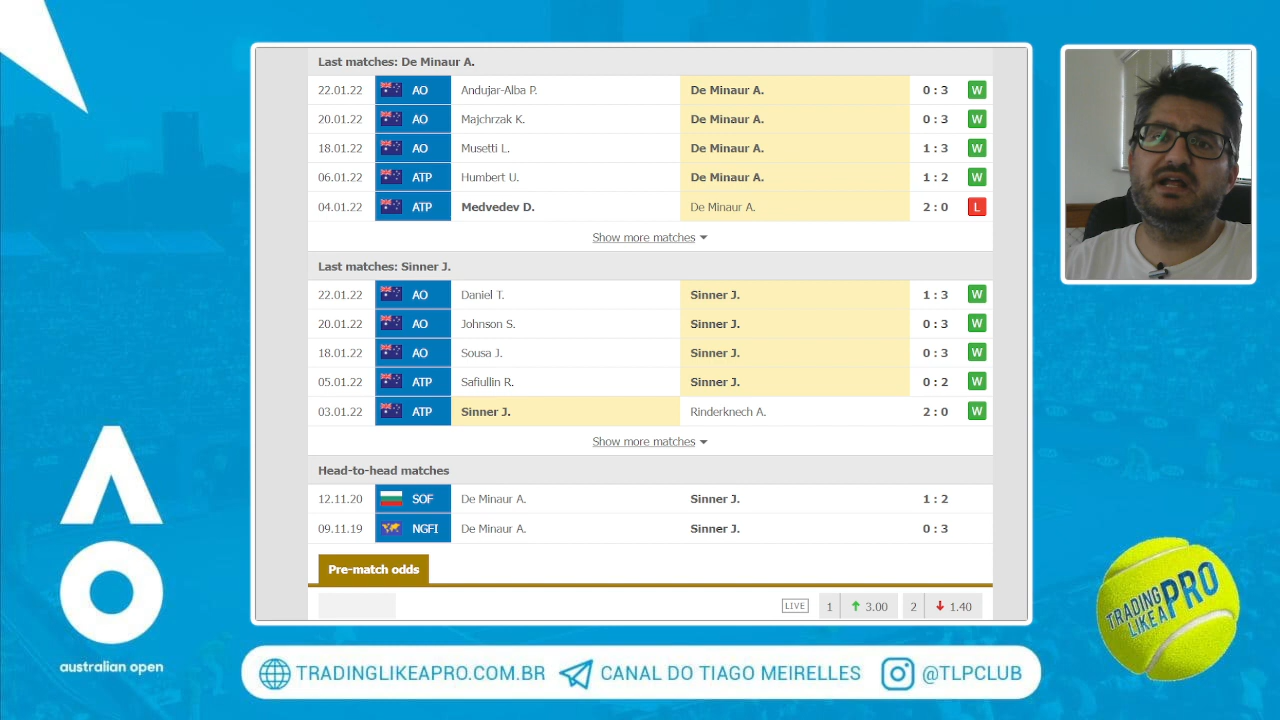 Last matches: De Minaur A.
22.01.22 AO Andujar-Alba P. De Minaur A. 0 : 3 W
20.01.22 AO Majchrzak K. De Minaur A. 0 : 3 W
18.01.22 AO Musetti L. De Minaur A. 1 : 3 W
06.01.22 ATP Humbert U. De Minaur A. 1 : 2 W
04.01.22 ATP Medvedev D. De Minaur A. 2 : 0 L
Show more matches
Last matches: Sinner J.
22.01.22 AO Daniel T. Sinner J. 1 : 3 W
20.01.22 AO Johnson S. Sinner J. 0 : 3 W
18.01.22 AO Sousa J. Sinner J. 0 : 3 W
05.01.22 ATP Safiullin R. Sinner J. 0 : 2 W
03.01.22 ATP Sinner J. Rinderknech A. 2 : 0 W
Show more matches
Head-to-head matches
12.11.20 SOF De Minaur A. Sinner J. 1 : 2
09.11.19 NGFI De Minaur A. Sinner J. 0 : 3
Pre-match odds
LIVE 1 3.00 2 1.40
AO
australian open
TRADING
LIKE A
PRO
TRADINGLIKEAPRO.COM.BR CANAL DO TIAGO MEIRELLES @TLPCLUB